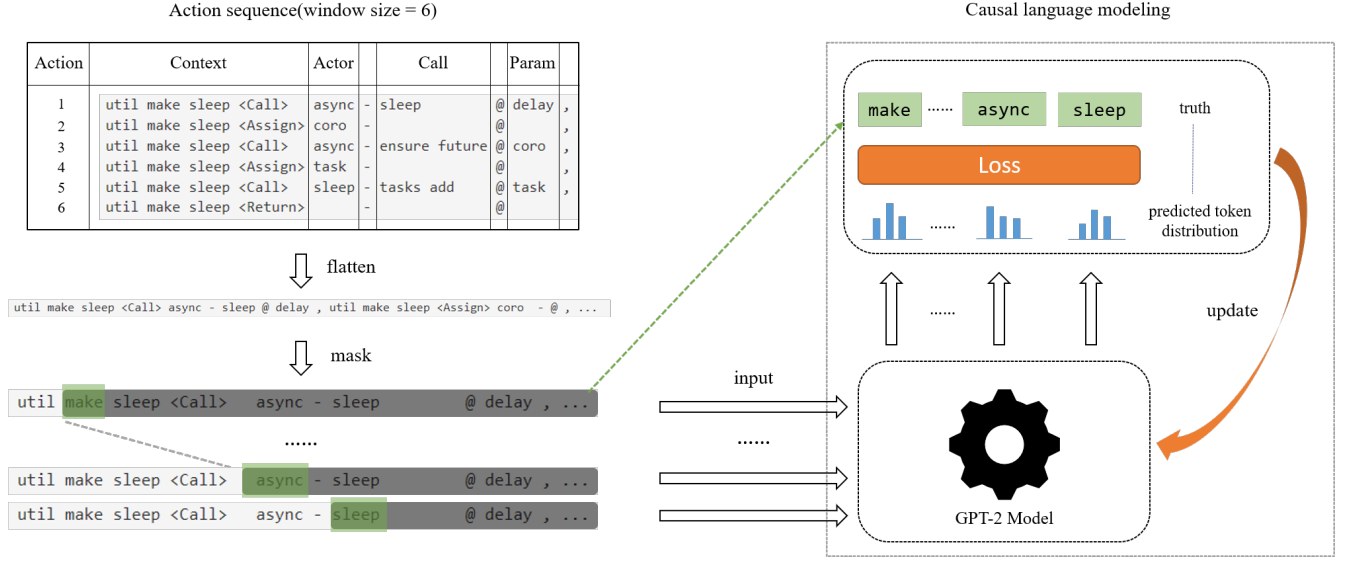 Action sequence(window size = 6)
Action Context Actor Call Param
1 util make sleep <Call> async - sleep @ delay ,
2 util make sleep <Assign> coro - @ ,
3 util make sleep <Call> async - ensure future @ coro ,
4 util make sleep <Assign> task - @ ,
5 util make sleep <Call> sleep - tasks add @ task ,
6 util make sleep <Return> - @
flatten
util make sleep <Call> async - sleep @ delay , util make sleep <Assign> coro - @ , ...
mask
util make sleep <Call> async - sleep @ delay , ...
......
util make sleep <Call> async - sleep @ delay , ...
util make sleep <Call> async - sleep @ delay , ...
input
......
Causal language modeling
make ...... async sleep truth
Loss
...... predicted token
distribution
......
update
GPT-2 Model